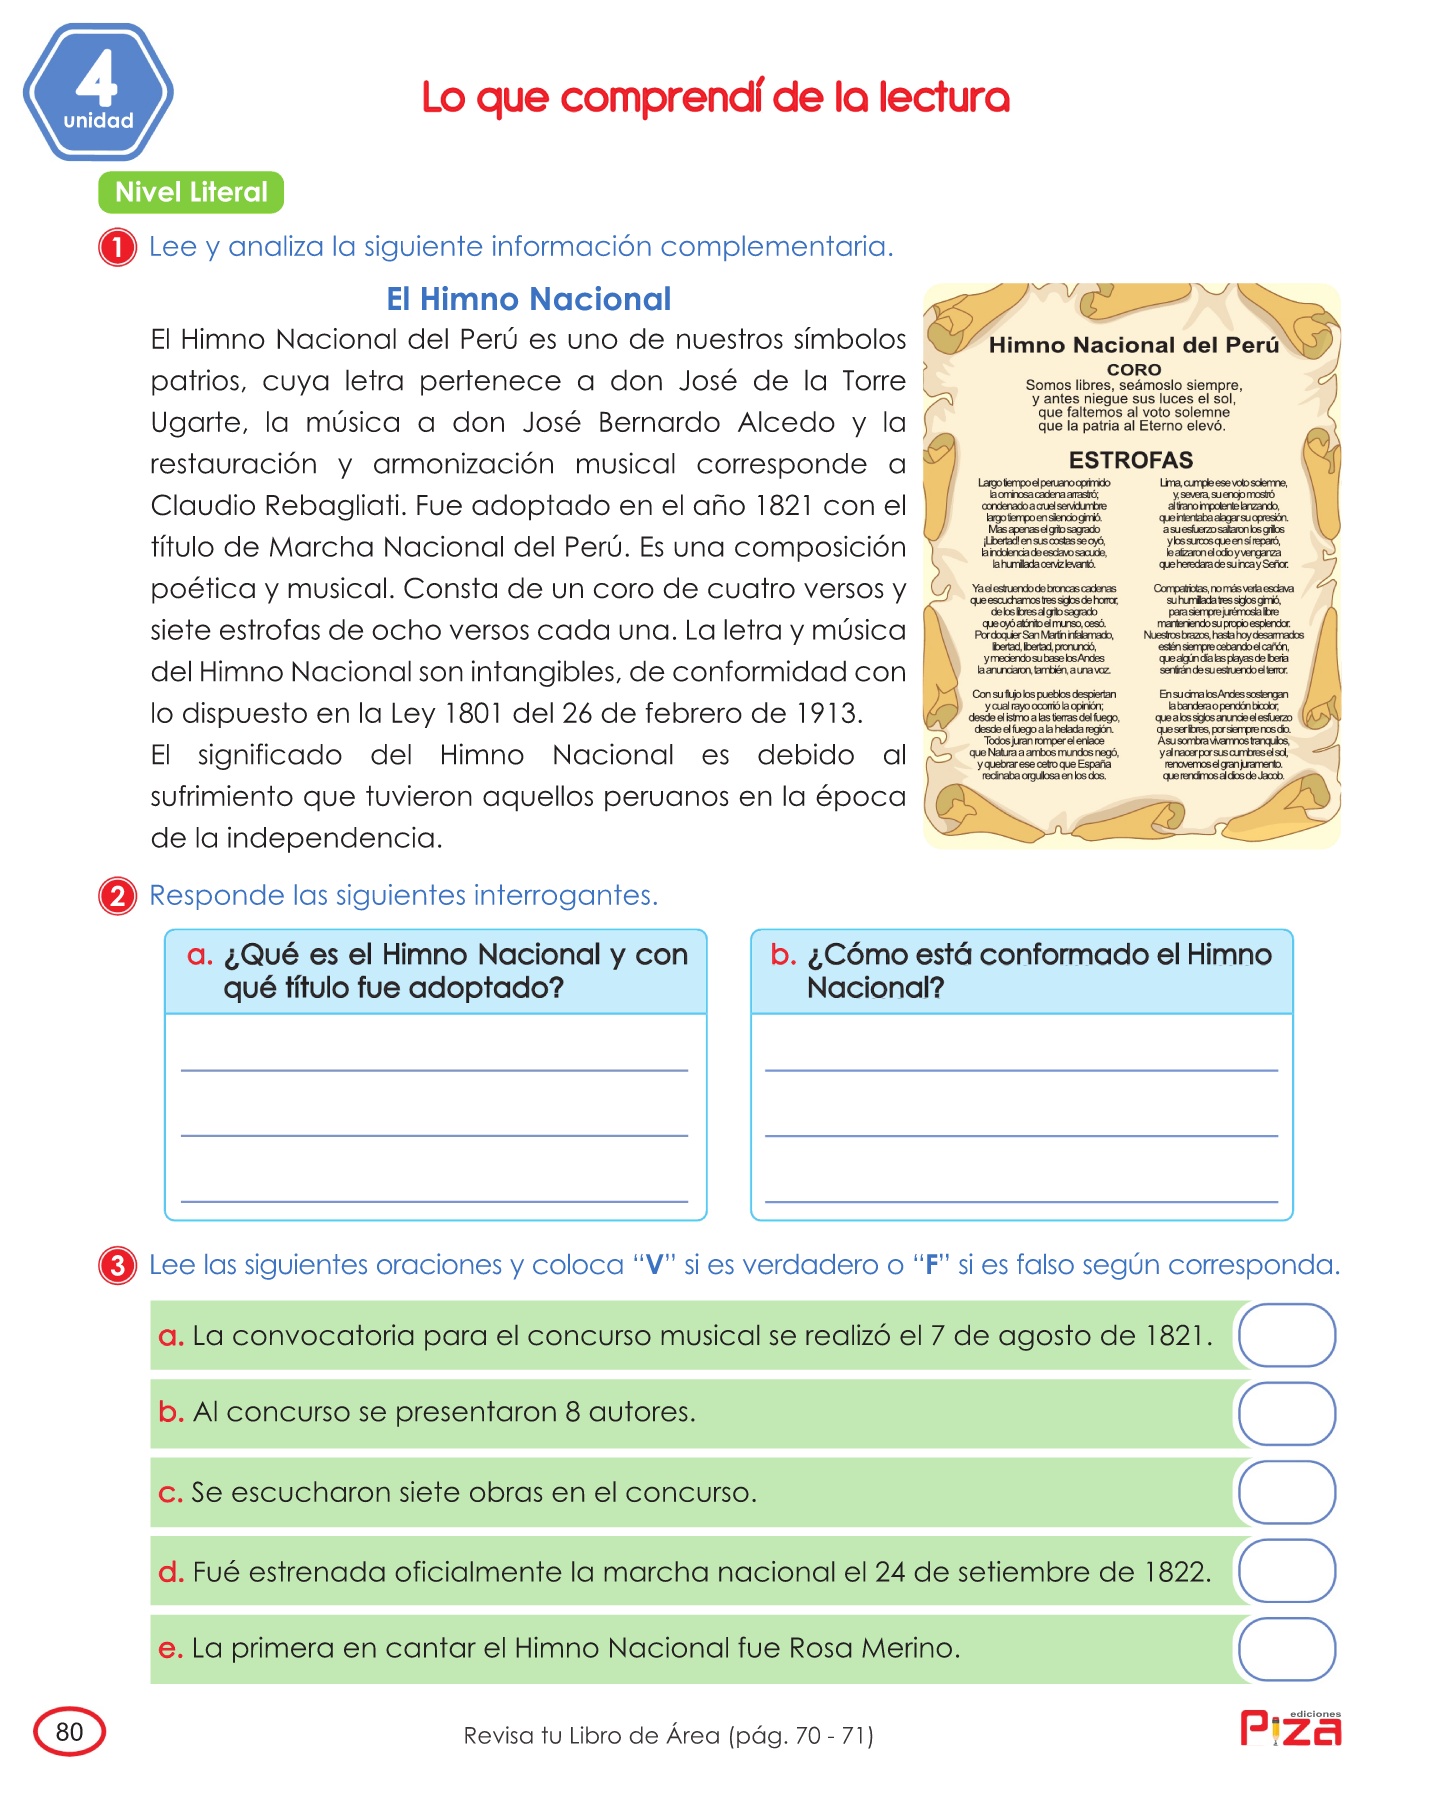 4
unidad
Lo que comprendí de la lectura
Nivel Literal
1 Lee y analiza la siguiente información complementaria.
El Himno Nacional
El Himno Nacional del Perú es uno de nuestros símbolos
patrios, cuya letra pertenece a don José de la Torre
Ugarte, la música a don José Bernardo Alcedo y la
restauración y armonización musical corresponde a
Claudio Rebagliati. Fue adoptado en el año 1821 con el
título de Marcha Nacional del Perú. Es una composición
poética y musical. Consta de un coro de cuatro versos y
siete estrofas de ocho versos cada una. La letra y música
del Himno Nacional son intangibles, de conformidad con
lo dispuesto en la Ley 1801 del 26 de febrero de 1913.
El significado del Himno Nacional es debido al
sufrimiento que tuvieron aquellos peruanos en la época
de la independencia.
Himno Nacional del Perú
CORO
Somos libres, seámoslo siempre,
y antes niegue sus luces el sol,
que faltemos al voto solemne
que la patria al Eterno elevó.
ESTROFAS
Largo tiempo el peruano oprimido
la ominosa cadena arrastró;
condenado a cruel servidumbre
largo tiempo en silencio gimió.
Mas apenas el grito sagrado
¡Libertad! en sus costas se oyó,
la indolencia de esclavo sacude,
la humillada cerviz levantó.
Ya el estruendo de broncas cadenas
que escuchamos tres siglos de horror,
de los libres al grito sagrado
que oyó atónito el munso, cesó.
Por doquier San Martín infalamado,
libertad, libertad, pronunció,
y meciendo su base los Andes
la anunciaron, también, a una voz.
Con su flujo los pueblos despiertan
y cual rayo ocorrió la opinión;
desde el istmo a las tierras del fuego,
desde el fuego a la helada región.
Todos juran romper el enlace
que Natura a ambos mundos negó,
y quebrar ese cetro que España
reclinaba orgullosa en los dos.
Lima, cumple ese voto solemne,
y, severa, su enojo mostró
al tirano impotente lanzando,
que intentaba alagar su opresión.
a su esfuerzo saltaron los grillos
y los surcos que en sí reparó,
le atizaron el odio y venganza
que heredara de su inca y Señor.
Compatriotas, no más verla esclava
su humillada tres siglos gimió,
para siempre jurémosla libre
manteniendo su propio esplendor.
Nuestros brazos, hasta hoy desarmados
estén siempre cebando el cañón,
que algún día las playas de Iberia
sentirán de su estruendo el terror.
En su cima los Andes sostengan
la bandera o pendón bicolor,
que a los siglos anuncie el esfuerzo
que ser libres, por siempre nos dio.
A su sombra vivamos tranquilos,
y al nacer por sus cumbres el sol,
renovemos el gran juramento.
que rendimos al dios de Jacob.
2 Responde las siguientes interrogantes.
a. ¿Qué es el Himno Nacional y con
qué título fue adoptado?
b. ¿Cómo está conformado el Himno
Nacional?
3 Lee las siguientes oraciones y coloca “V” si es verdadero o “F” si es falso según corresponda.
a. La convocatoria para el concurso musical se realizó el 7 de agosto de 1821.
b. Al concurso se presentaron 8 autores.
c. Se escucharon siete obras en el concurso.
d. Fué estrenada oficialmente la marcha nacional el 24 de setiembre de 1822.
e. La primera en cantar el Himno Nacional fue Rosa Merino.
80
Revisa tu Libro de Área (pág. 70 - 71)
ediciones
Piza